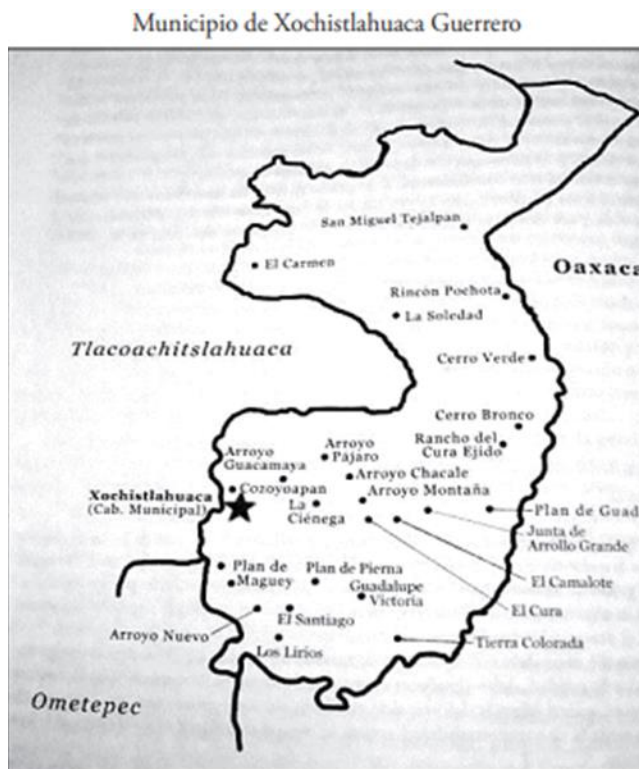 Municipio de Xochistlahuaca Guerrero
San Miguel Tejalpan
El Carmen
Oaxaca
Rincón Pochota
La Soledad
Tlacoachitslahuaca
Cerro Verde
Cerro Bronco
Arroyo
Pájaro
Rancho del
Cura Ejido
Arroyo
Guacamaya
Arroyo Chacale
Cozoyoapan
Arroyo Montaña
Xochistlahuaca
(Cab. Municipal)
La
Ciénega
Plan de Guad
Junta de
Arrollo Grande
Plan de
Maguey
Plan de Pierna
El Camalote
Guadalupe
Victoria
El Cura
El Santiago
Arroyo Nuevo
Tierra Colorada
Los Lirios
Ometepec